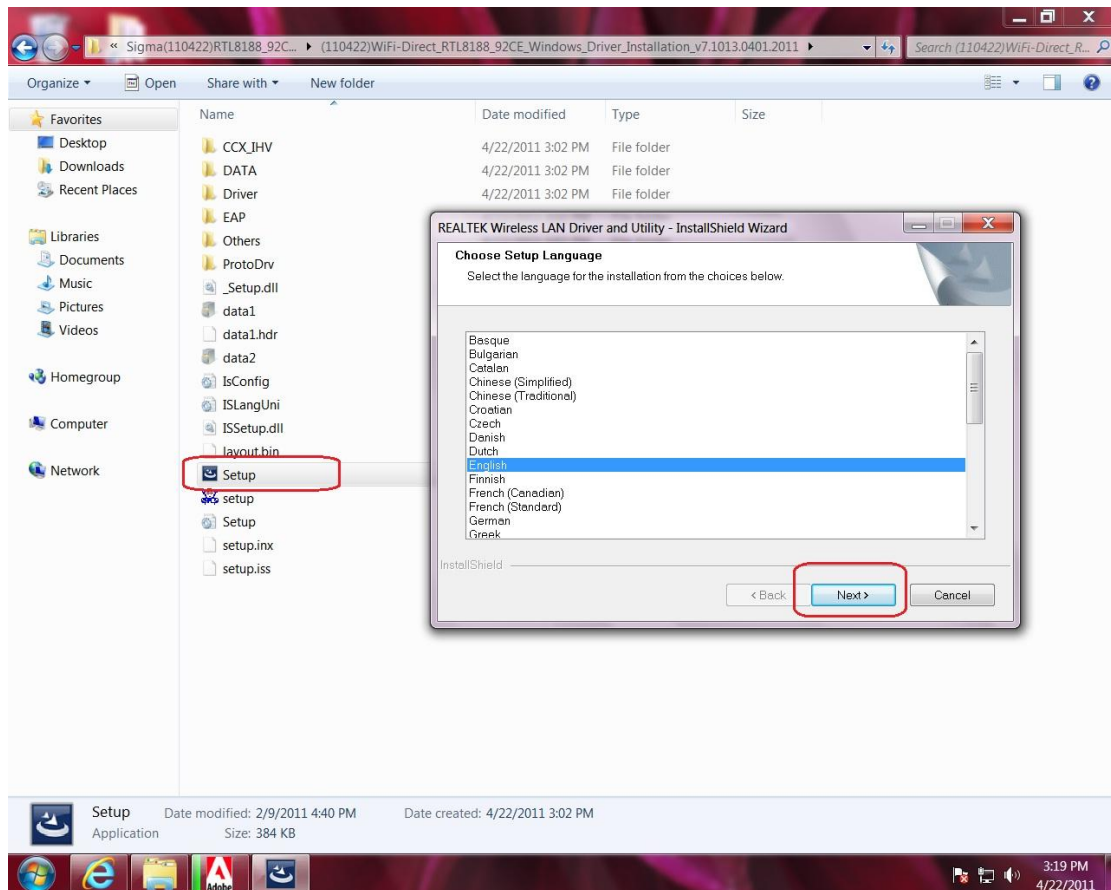 « Sigma(110422)RTL8188_92C... (110422)WiFi-Direct_RTL8188_92CE_Windows_Driver_Installation_v7.1013.0401.2011 Search (110422)WiFi-Direct_R...
Organize Open Share with New folder
Favorites
Desktop
Downloads
Recent Places
Libraries
Documents
Music
Pictures
Videos
Homegroup
Computer
Network
Name Date modified Type Size
CCX_IHV 4/22/2011 3:02 PM File folder
DATA 4/22/2011 3:02 PM File folder
Driver 4/22/2011 3:02 PM File folder
EAP
Others
ProtoDrv
_Setup.dll
data1
data1.hdr
data2
IsConfig
ISLangUni
ISSetup.dll
layout.bin
Setup
setup
Setup
setup.inx
setup.iss
REALTEK Wireless LAN Driver and Utility - InstallShield Wizard
Choose Setup Language
Select the language for the installation from the choices below.
Basque
Bulgarian
Catalan
Chinese (Simplified)
Chinese (Traditional)
Croatian
Czech
Danish
Dutch
English
Finnish
French (Canadian)
French (Standard)
German
Greek
InstallShield
< Back Next > Cancel
Setup Date modified: 2/9/2011 4:40 PM Date created: 4/22/2011 3:02 PM
Application Size: 384 KB
Adobe
3:19 PM
4/22/2011